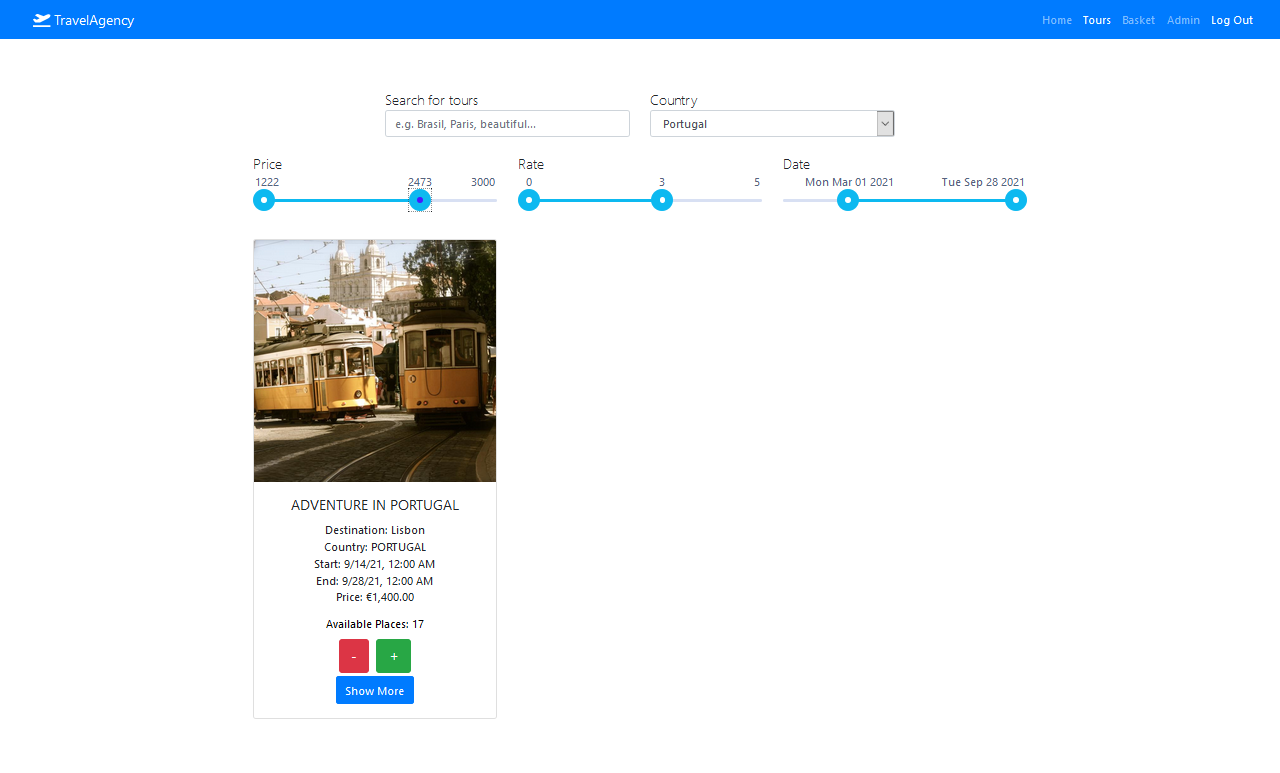 TravelAgency
Home Tours Basket Admin Log Out
Search for tours
e.g. Brasil, Paris, beautiful...
Country
Portugal
Price
1222 2473 3000
Rate
0 3 5
Date
Mon Mar 01 2021 Tue Sep 28 2021
ADVENTURE IN PORTUGAL
Destination: Lisbon
Country: PORTUGAL
Start: 9/14/21, 12:00 AM
End: 9/28/21, 12:00 AM
Price: €1,400.00
Available Places: 17
- +
Show More